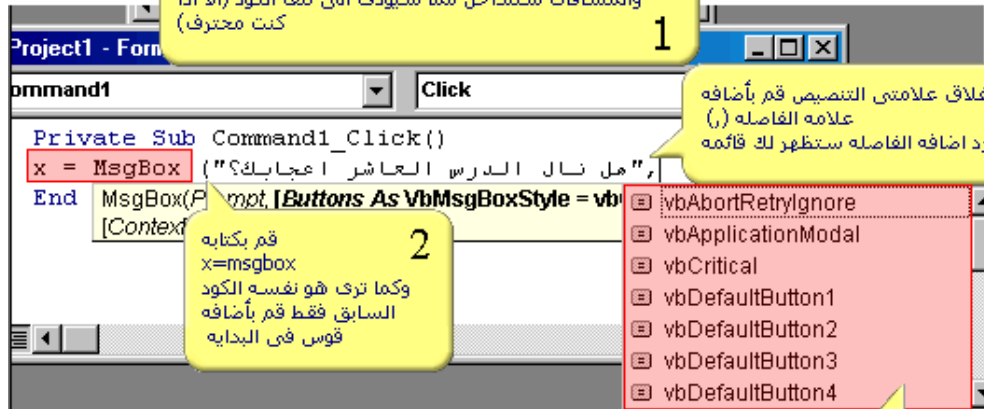 كنت محترف)
1
Project1 - Form
ommand1
Click
علامتى التنصيص قم بأضافه
علامه الفاصله (,)
اضافه الفاصله ستظهر لك قائمه
Private Sub Command1_Click()
x = MsgBox ("هل نال الدرس العاشر اعجابك؟",
End
MsgBox(Prompt, [Buttons As VbMsgBoxStyle =
[Context
vbAbortRetryIgnore
vbApplicationModal
vbCritical
vbDefaultButton1
vbDefaultButton2
vbDefaultButton3
vbDefaultButton4
2
قم بكتابه
x=msgbox
وكما ترى هو نفسه الكود
السابق فقط قم بأضافه
قوس فى البدايه